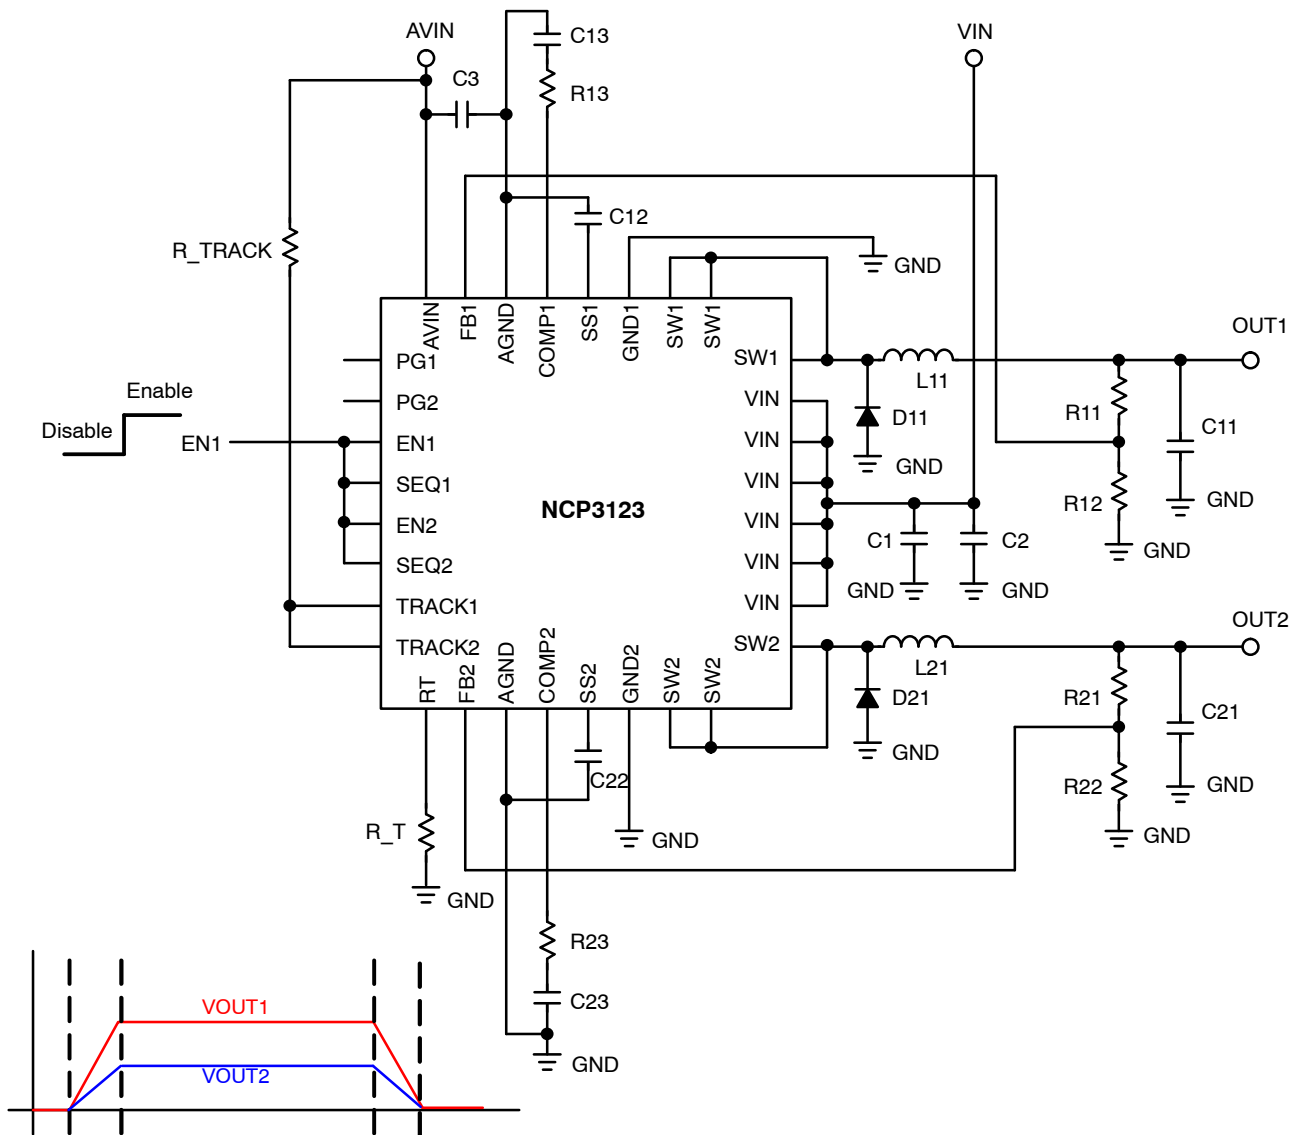 AVIN
VIN
C13
C3
R13
C12
R_TRACK
GND
AVIN
FB1
AGND
COMP1
SS1
GND1
SW1
SW1
OUT1
PG1
SW1
L11
Enable
PG2
VIN
R11
Disable
EN1
EN1
VIN
D11
C11
GND
SEQ1
VIN
R12
GND
NCP3123
EN2
VIN
C1
C2
GND
SEQ2
VIN
GND
GND
TRACK1
VIN
OUT2
TRACK2
SW2
L21
RT
FB2
AGND
COMP2
SS2
GND2
SW2
SW2
D21
R21
C21
GND
C22
R22
GND
R_T
GND
GND
GND
R23
VOUT1
C23
GND
VOUT2